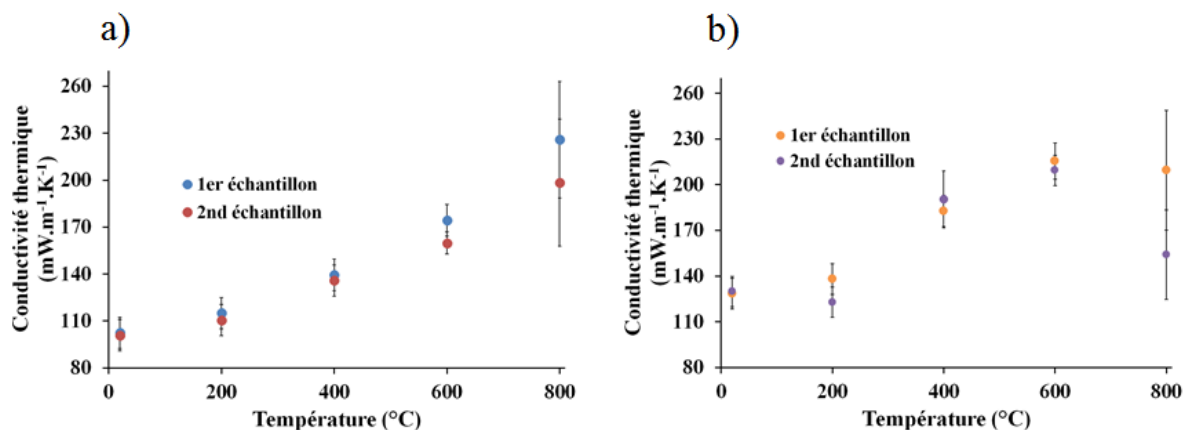 a)
Conductivité thermique
(mW.m⁻¹.K⁻¹)
260
230
200
170
140
110
80
1er échantillon
2nd échantillon
0
200
400
600
800
Température (°C)
b)
Conductivité thermique
(mW.m⁻¹.K⁻¹)
260
230
200
170
140
110
80
1er échantillon
2nd échantillon
0
200
400
600
800
Température (°C)